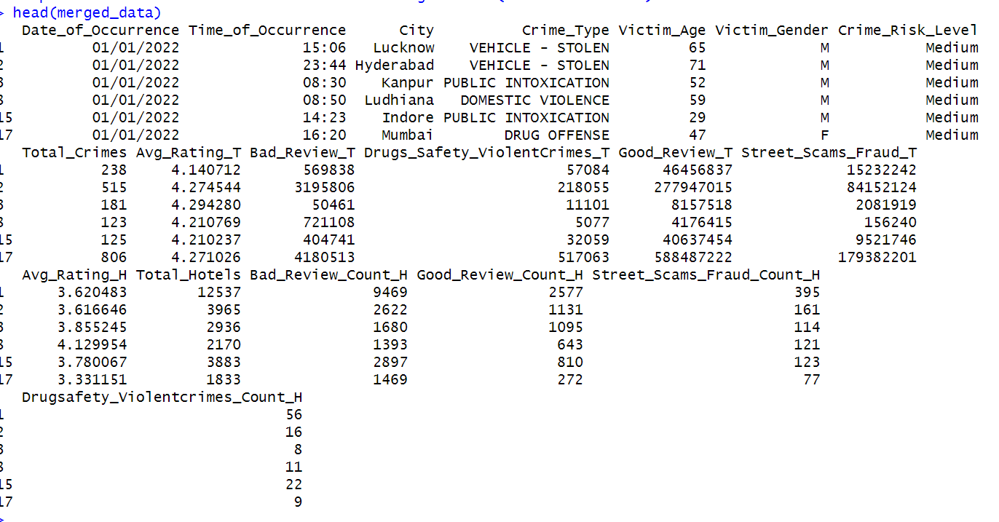 > head(merged_data)
Date_of_Occurrence Time_of_Occurrence City Crime_Type Victim_Age Victim_Gender Crime_Risk_Level
1 01/01/2022 15:06 Lucknow VEHICLE - STOLEN 65 M Medium
2 01/01/2022 23:44 Hyderabad VEHICLE - STOLEN 71 M Medium
3 01/01/2022 08:30 Kanpur PUBLIC INTOXICATION 52 M Medium
8 01/01/2022 08:50 Ludhiana DOMESTIC VIOLENCE 59 M Medium
15 01/01/2022 14:23 Indore PUBLIC INTOXICATION 29 M Medium
17 01/01/2022 16:20 Mumbai DRUG OFFENSE 47 F Medium
Total_Crimes Avg_Rating_T Bad_Review_T Drugs_Safety_ViolentCrimes_T Good_Review_T Street_Scams_Fraud_T
1 238 4.140712 569838 57084 46456837 15232242
2 515 4.274544 3195806 218055 277947015 84152124
3 181 4.294280 50461 11101 8157518 2081919
8 123 4.210769 721108 5077 4176415 156240
15 125 4.210237 404741 32059 40637454 9521746
17 806 4.271026 4180513 517063 588487222 179382201
Avg_Rating_H Total_Hotels Bad_Review_Count_H Good_Review_Count_H Street_Scams_Fraud_Count_H
1 3.620483 12537 9469 2577 395
2 3.616646 3965 2622 1131 161
3 3.855245 2936 1680 1095 114
8 4.129954 2170 1393 643 121
15 3.780067 3883 2897 810 123
17 3.331151 1833 1469 272 77
Drugsafety_Violentcrimes_Count_H
1 56
2 16
3 8
8 11
15 22
17 9
>